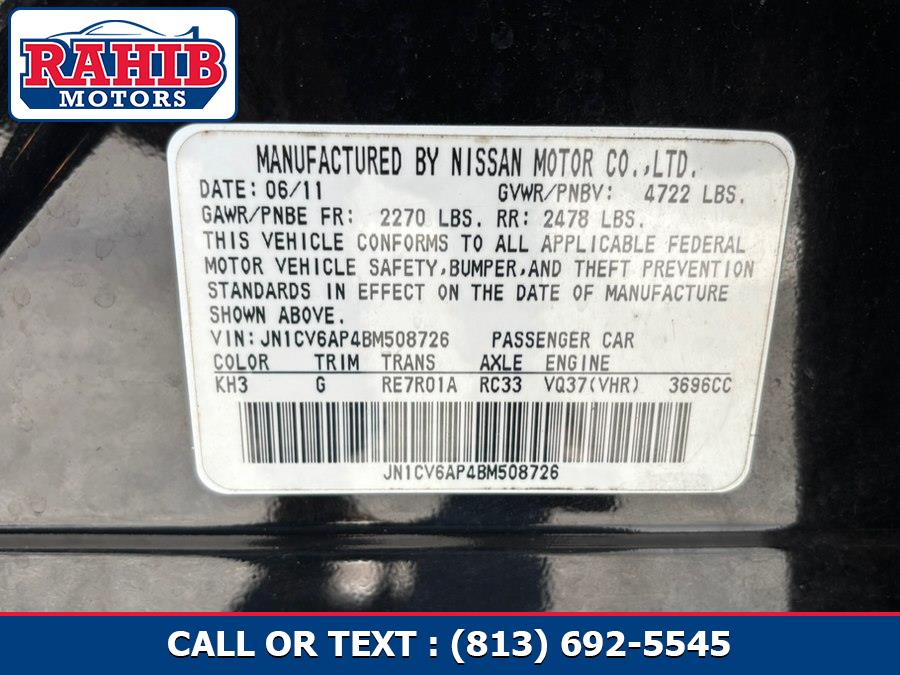 RAHIB
MOTORS
MANUFACTURED BY NISSAN MOTOR CO.,LTD.
DATE: 06/11 GVWR/PNBV: 4722 LBS.
GAWR/PNBE FR: 2270 LBS. RR: 2478 LBS.
THIS VEHICLE CONFORMS TO ALL APPLICABLE FEDERAL
MOTOR VEHICLE SAFETY,BUMPER,AND THEFT PREVENTION
STANDARDS IN EFFECT ON THE DATE OF MANUFACTURE
SHOWN ABOVE.
VIN:JN1CV6AP4BM508726 PASSENGER CAR
COLOR TRIM TRANS AXLE ENGINE
KH3 G RE7R01A RC33 VQ37(VHR) 3696CC
JN1CV6AP4BM508726
CALL OR TEXT : (813) 692-5545